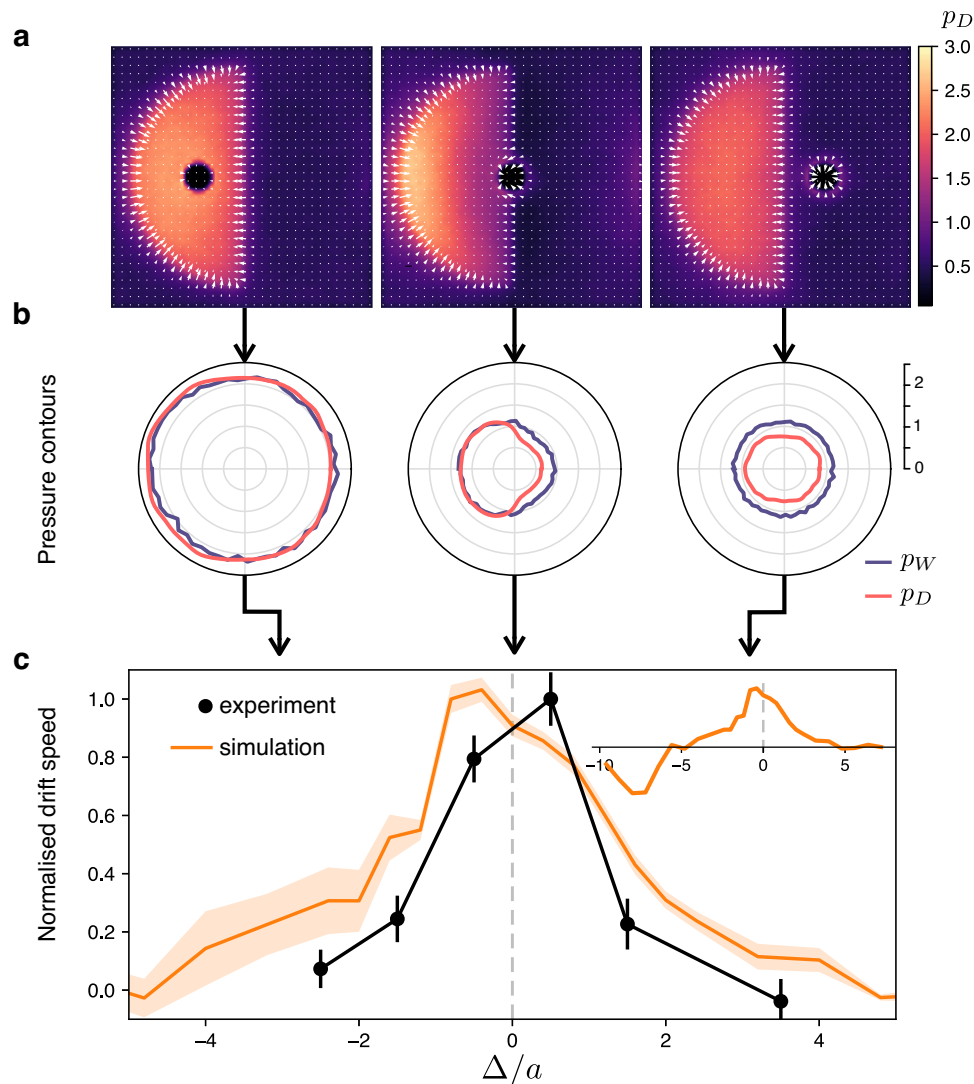 a
p_D
3.0
2.5
2.0
1.5
1.0
0.5
b
Pressure contours
2
1
0
p_W
p_D
c
Normalised drift speed
1.0
0.8
0.6
0.4
0.2
0.0
experiment
simulation
−10 −5 0 5
−4 −2 0 2 4
Δ/a